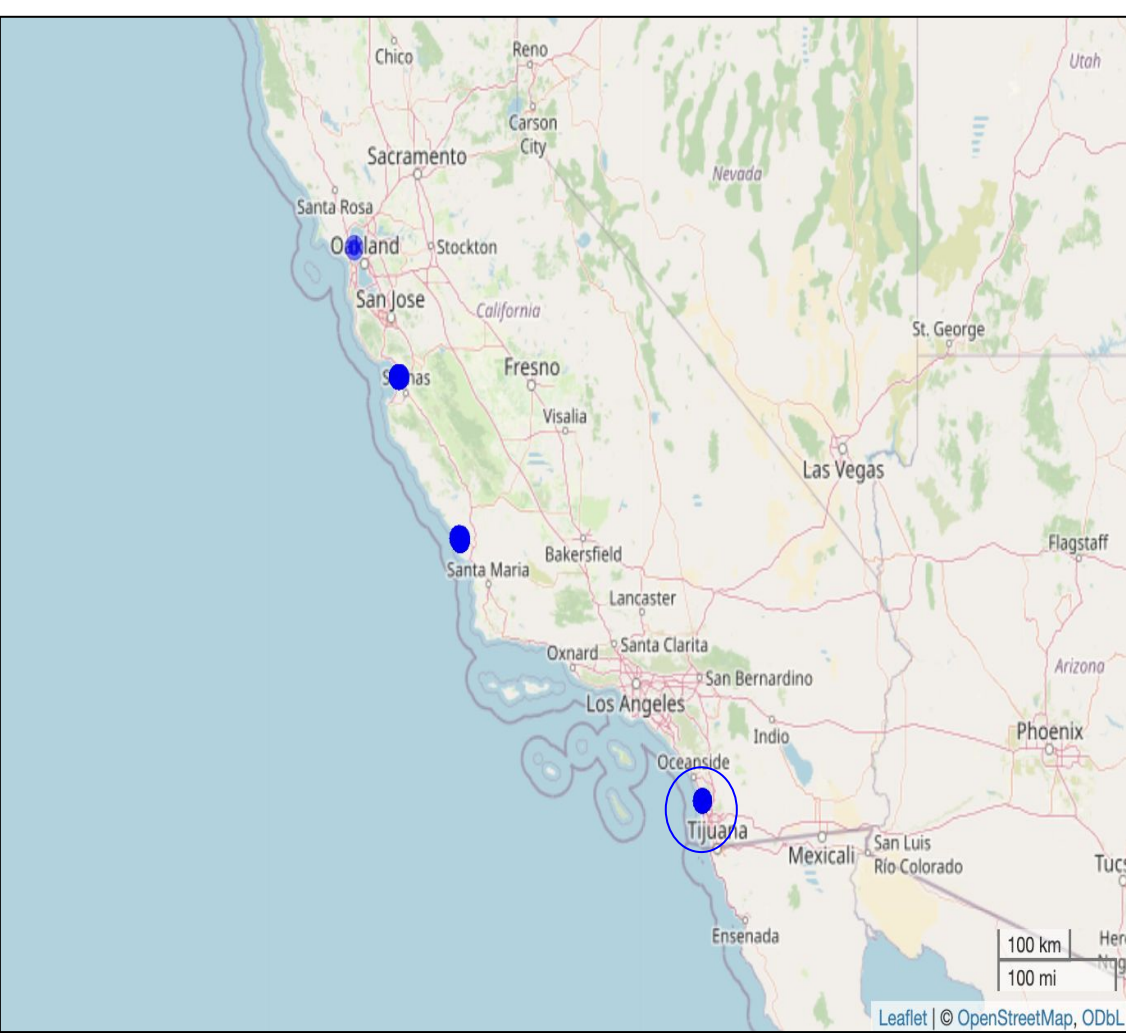 Chico
Reno
Utah
Carson
City
Sacramento
Nevada
Santa Rosa
Oakland
Stockton
San Jose
California
St. George
Fresno
Visalia
Las Vegas
Bakersfield
Flagstaff
Santa Maria
Lancaster
Santa Clarita
Oxnard
San Bernardino
Arizona
Los Angeles
Phoenix
Indio
Oceanside
Tijuana
San Luis
Río Colorado
Mexicali
Ensenada
100 km
100 mi
Leaflet | © OpenStreetMap, ODbL